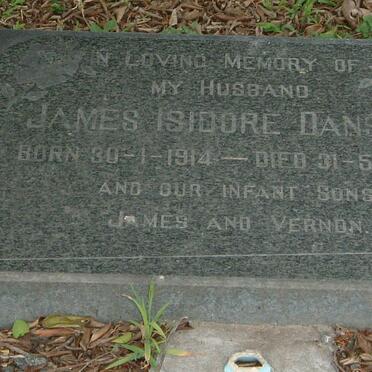 IN LOVING MEMORY OF
MY HUSBAND
JAMES ISIDORE
BORN 30-1-1914 — DIED 31-5
AND OUR INFANT SONS
JAMES AND VERNON